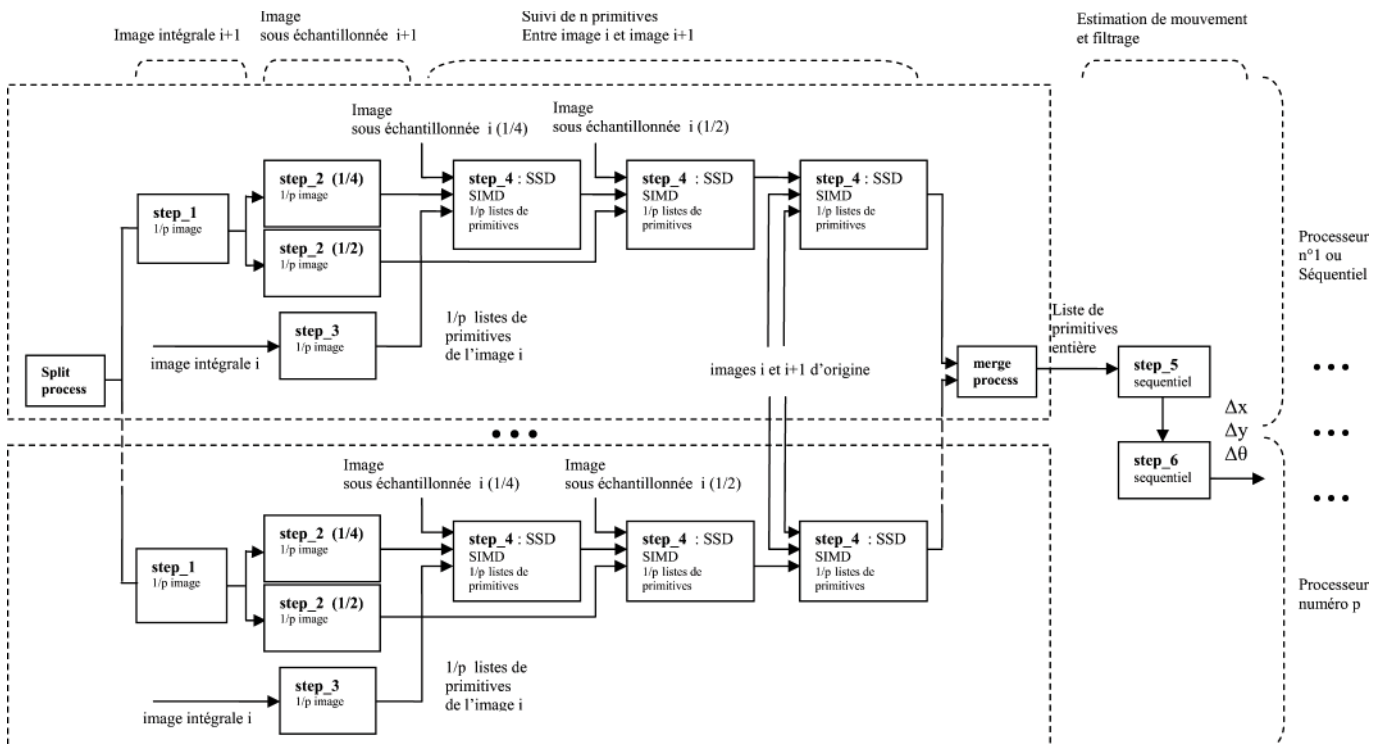 Image intégrale i+1
Image
sous échantillonnée i+1
Suivi de n primitives
Entre image i et image i+1
Estimation de mouvement
et filtrage
Image
sous échantillonnée i (1/4)
Image
sous échantillonnée i (1/2)
step_1
1/p image
step_2 (1/4)
1/p image
step_2 (1/2)
1/p image
step_4 : SSD
SIMD
1/p listes de
primitives
step_4 : SSD
SIMD
1/p listes de
primitives
step_4 : SSD
SIMD
1/p listes de
primitives
Processeur
n°1 ou
Séquentiel
image intégrale i
step_3
1/p image
1/p listes de
primitives
de l'image i
images i et i+1 d'origine
Split
process
merge
process
Liste de
primitives
entière
step_5
sequentiel
Δx
Δy
Δθ
step_6
sequentiel
Image
sous échantillonnée i (1/4)
Image
sous échantillonnée i (1/2)
step_1
1/p image
step_2 (1/4)
1/p image
step_2 (1/2)
1/p image
step_4 : SSD
SIMD
1/p listes de
primitives
step_4 : SSD
SIMD
1/p listes de
primitives
step_4 : SSD
SIMD
1/p listes de
primitives
Processeur
numéro p
image intégrale i
step_3
1/p image
1/p listes de
primitives
de l'image i